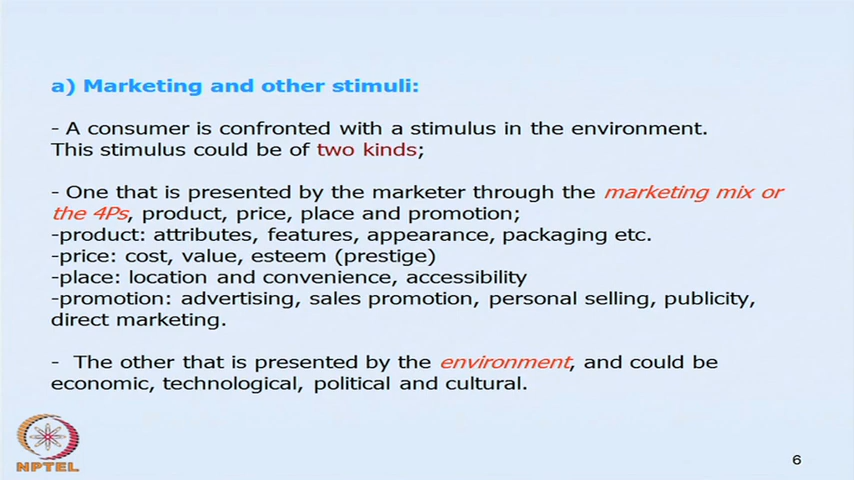 a) Marketing and other stimuli:
- A consumer is confronted with a stimulus in the environment.
This stimulus could be of two kinds;
- One that is presented by the marketer through the marketing mix or
the 4Ps, product, price, place and promotion;
-product: attributes, features, appearance, packaging etc.
-price: cost, value, esteem (prestige)
-place: location and convenience, accessibility
-promotion: advertising, sales promotion, personal selling, publicity,
direct marketing.
- The other that is presented by the environment, and could be
economic, technological, political and cultural.
NPTEL
6